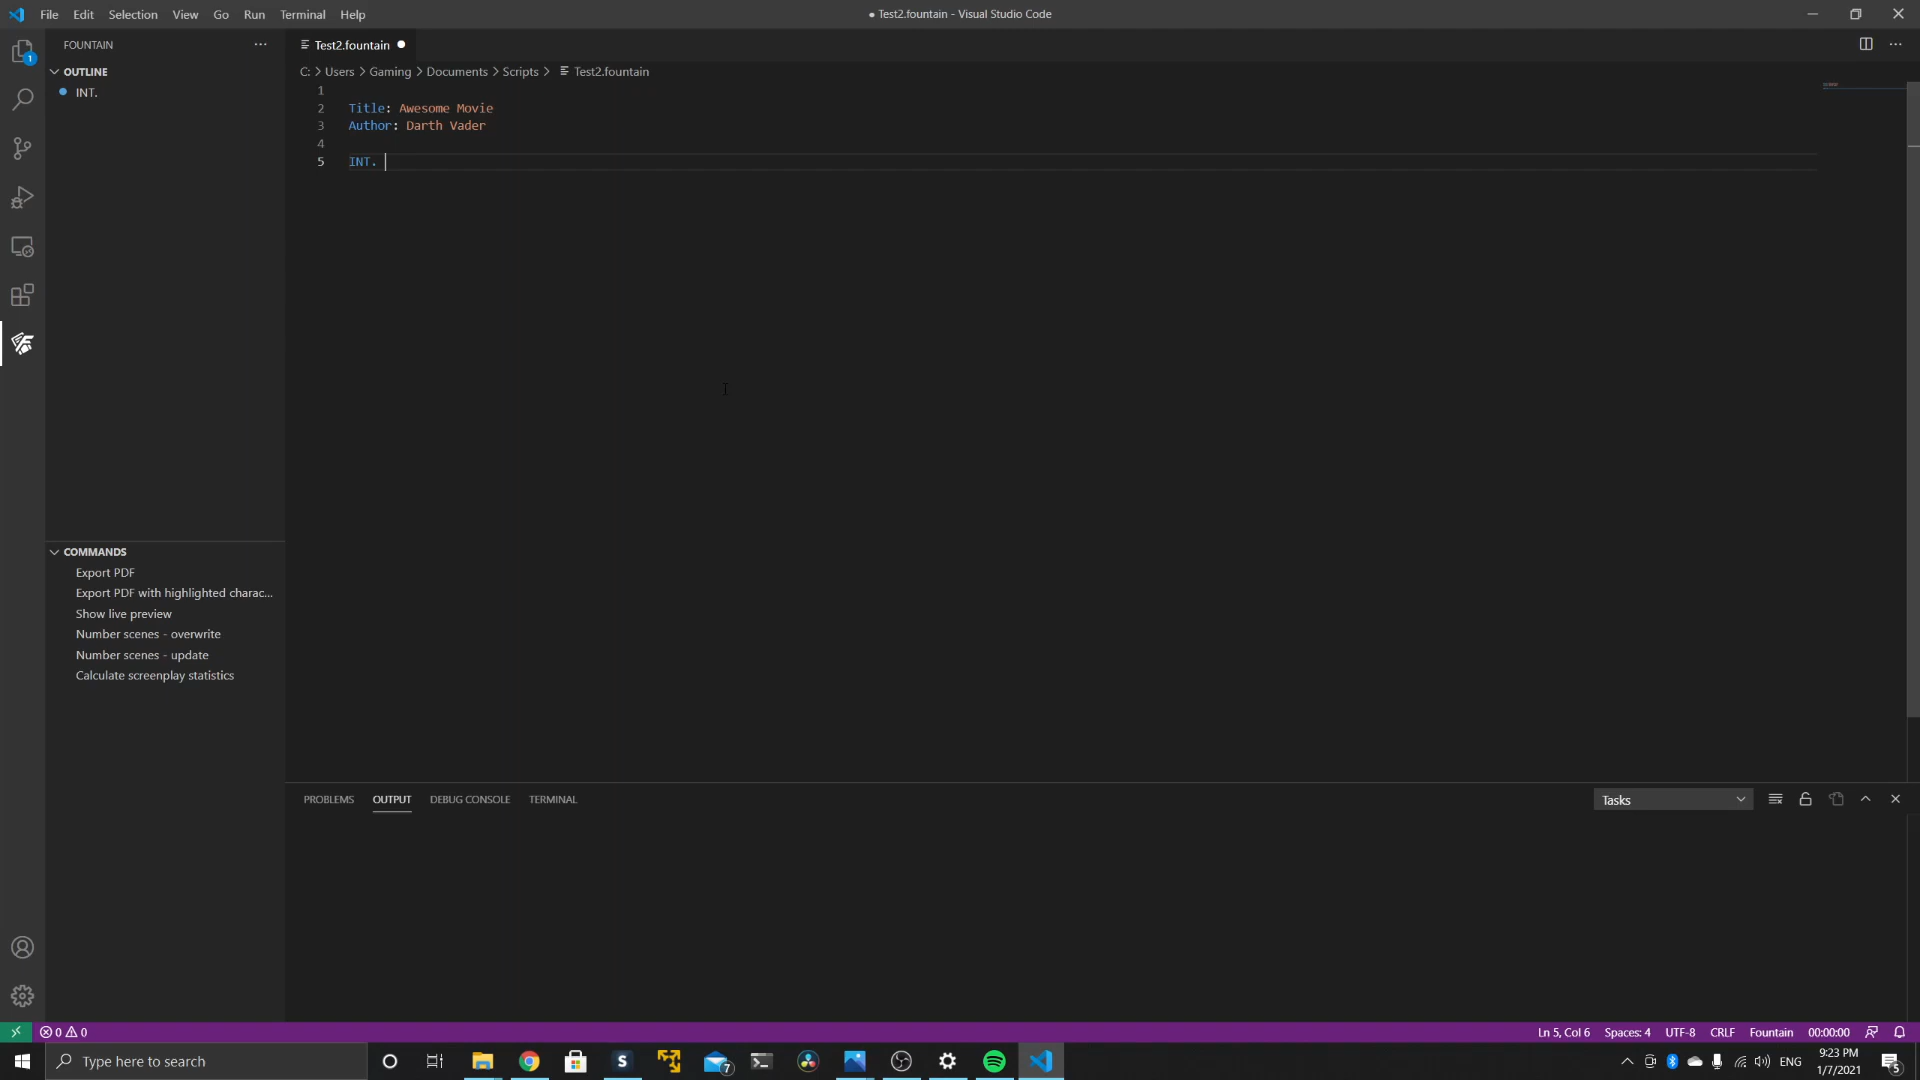 File Edit Selection View Go Run Terminal Help
● Test2.fountain - Visual Studio Code
1
FOUNTAIN
Test2.fountain
OUTLINE
C: > Users > Gaming > Documents > Scripts > Test2.fountain
INT.
1
2 Title: Awesome Movie
3 Author: Darth Vader
4
5 INT.
COMMANDS
Export PDF
Export PDF with highlighted charac...
Show live preview
Number scenes - overwrite
Number scenes - update
Calculate screenplay statistics
PROBLEMS OUTPUT DEBUG CONSOLE TERMINAL
Tasks
0 0
Ln 5, Col 6 Spaces: 4 UTF-8 CRLF Fountain 00:00:00
Type here to search
S
7
ENG
9:23 PM
1/7/2021
5